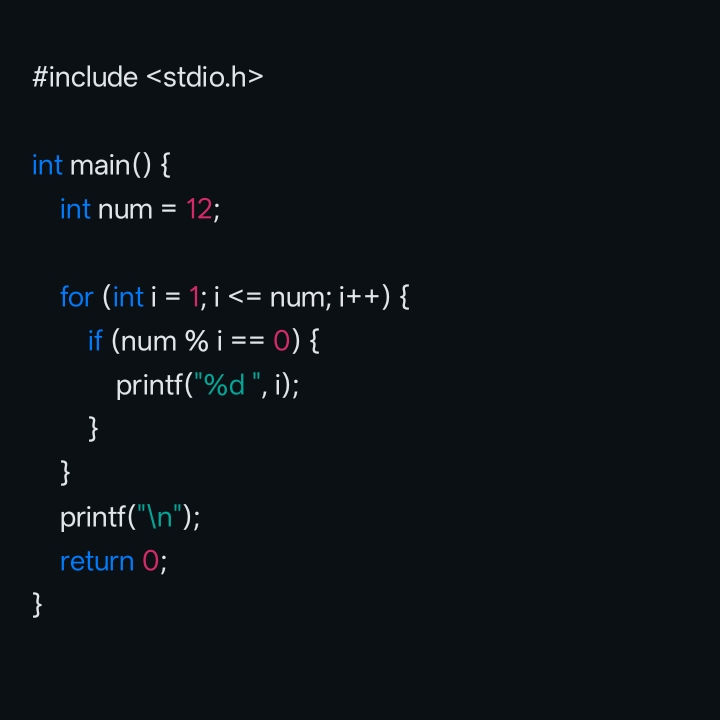 #include <stdio.h>
int main() {
int num = 12;
for (int i = 1; i <= num; i++) {
if (num % i == 0) {
printf("%d ", i);
}
}
printf("\n");
return 0;
}